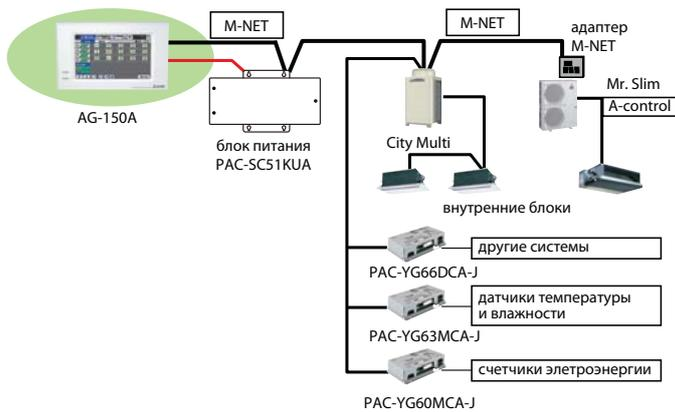 M-NET
M-NET
адаптер
M-NET
Mr. Slim
A-control
AG-150A
блок питания
PAC-SC51KUA
City Multi
внутренние блоки
другие системы
PAC-YG66DCA-J
датчики температуры
и влажности
PAC-YG63MCA-J
счетчики элетроэнергии
PAC-YG60MCA-J